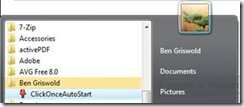 7-Zip
Accessories
activePDF
Adobe
AVG Free 8.0
Ben Griswold
ClickOnceAutoStart
Ben Griswold
Documents
Pictures